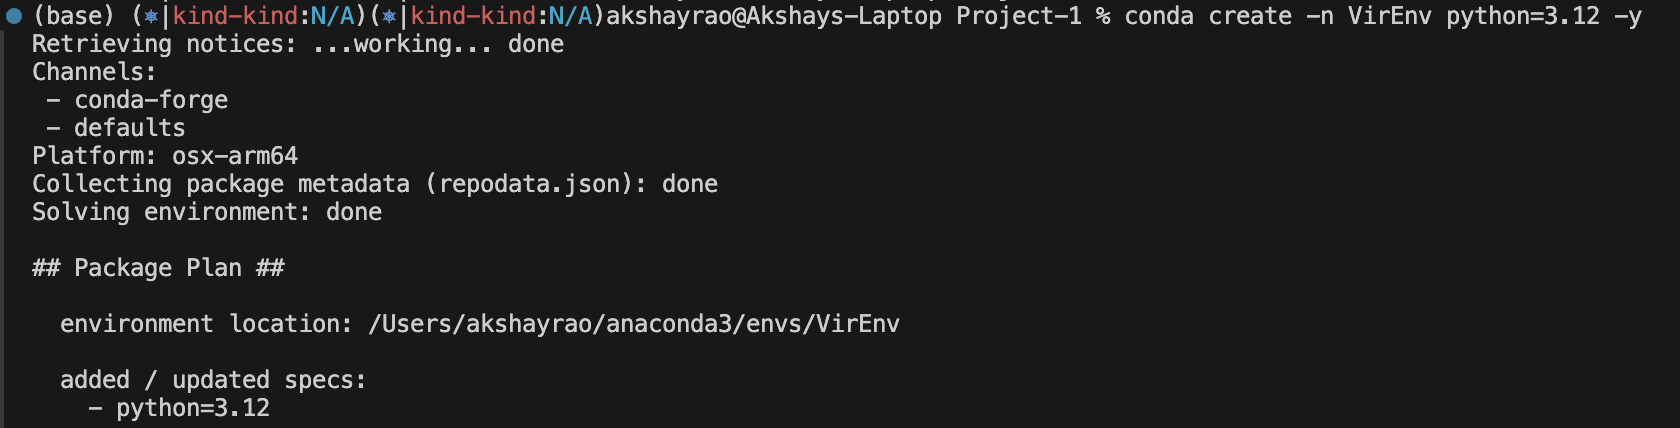 (base) (⎈|kind-kind:N/A)(⎈|kind-kind:N/A)akshayrao@Akshays-Laptop Project-1 % conda create -n VirEnv python=3.12 -y
Retrieving notices: ...working... done
Channels:
 - conda-forge
 - defaults
Platform: osx-arm64
Collecting package metadata (repodata.json): done
Solving environment: done

## Package Plan ##

  environment location: /Users/akshayrao/anaconda3/envs/VirEnv

  added / updated specs:
    - python=3.12